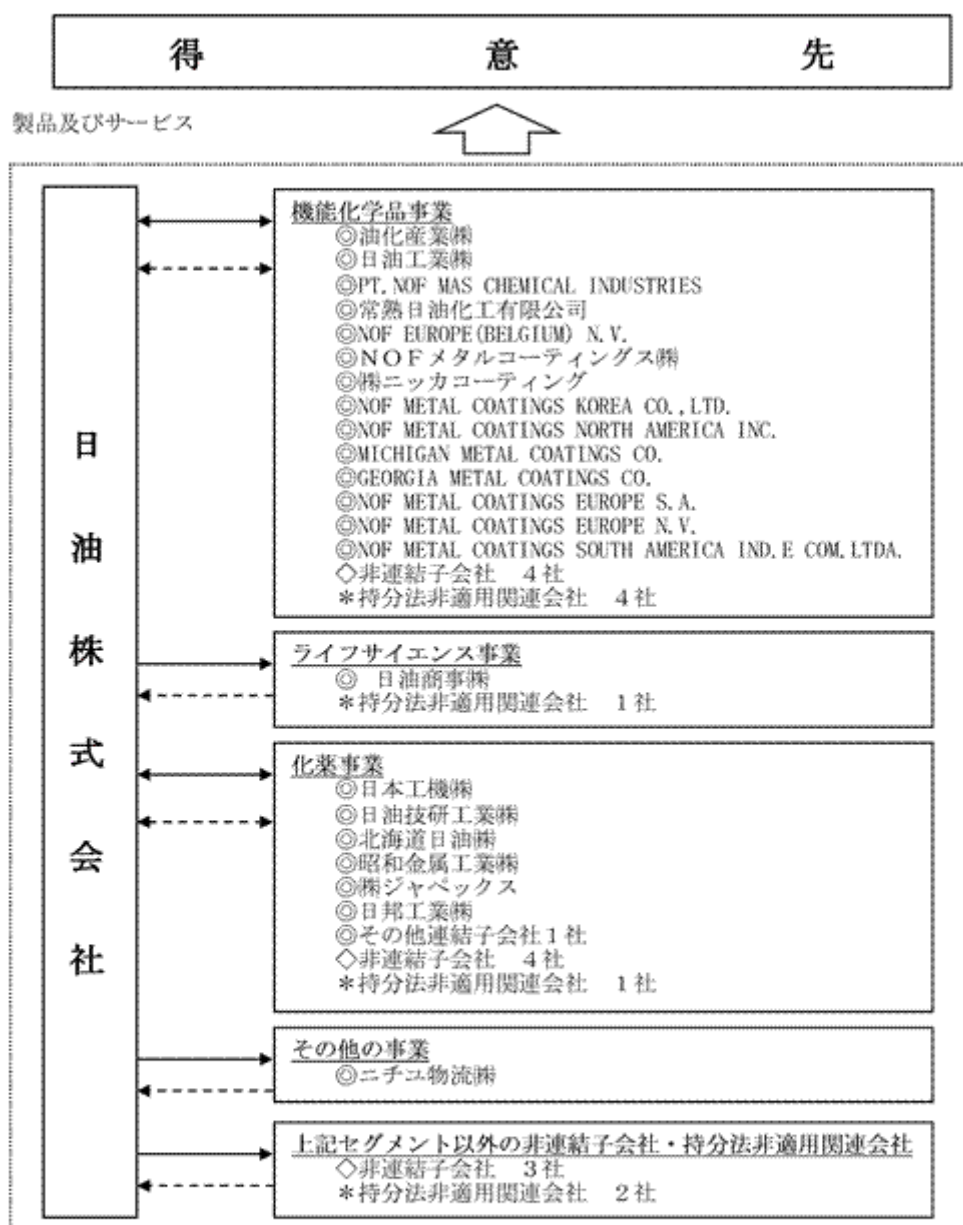 得意先
製品及びサービス
日油株式会社
機能化学品事業
◎油化産業㈱
◎日油工業㈱
◎PT.NOF MAS CHEMICAL INDUSTRIES
◎常熟日油化工有限公司
◎NOF EUROPE(BELGIUM) N.V.
◎NOFメタルコーティングス㈱
◎㈱ニッカコーティング
◎NOF METAL COATINGS KOREA CO.,LTD.
◎NOF METAL COATINGS NORTH AMERICA INC.
◎MICHIGAN METAL COATINGS CO.
◎GEORGIA METAL COATINGS CO.
◎NOF METAL COATINGS EUROPE S.A.
◎NOF METAL COATINGS EUROPE N.V.
◎NOF METAL COATINGS SOUTH AMERICA IND.E COM.LTDA.
◇非連結子会社　4社
＊持分法非適用関連会社　4社
ライフサイエンス事業
◎　日油商事㈱
＊持分法非適用関連会社　1社
化薬事業
◎日本工機㈱
◎日油技研工業㈱
◎北海道日油㈱
◎昭和金属工業㈱
◎㈱ジャペックス
◎日邦工業㈱
◎その他連結子会社1社
◇非連結子会社　4社
＊持分法非適用関連会社　1社
その他の事業
◎ニチユ物流㈱
上記セグメント以外の非連結子会社・持分法非適用関連会社
◇非連結子会社　3社
＊持分法非適用関連会社　2社